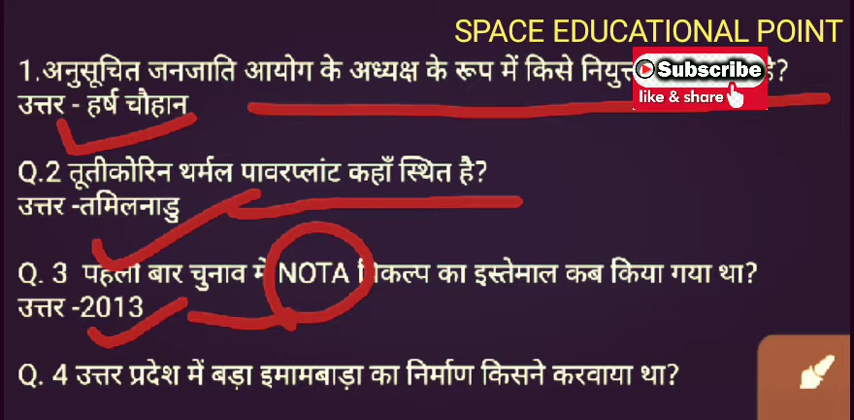 SPACE EDUCATIONAL POINT
1.अनुसूचित जनजाति आयोग के अध्यक्ष के रूप में किसे है?
Subscribe
like & share
उत्तर - हर्ष चौहान
Q.2 तूतीकोरिन थर्मल पावरप्लांट कहाँ स्थित है?
उत्तर -तमिलनाडु
Q. 3 पहली बार चुनाव में NOTA विकल्प का इस्तेमाल कब किया गया था?
उत्तर -2013
Q. 4 उत्तर प्रदेश में बड़ा इमामबाड़ा का निर्माण किसने करवाया था?